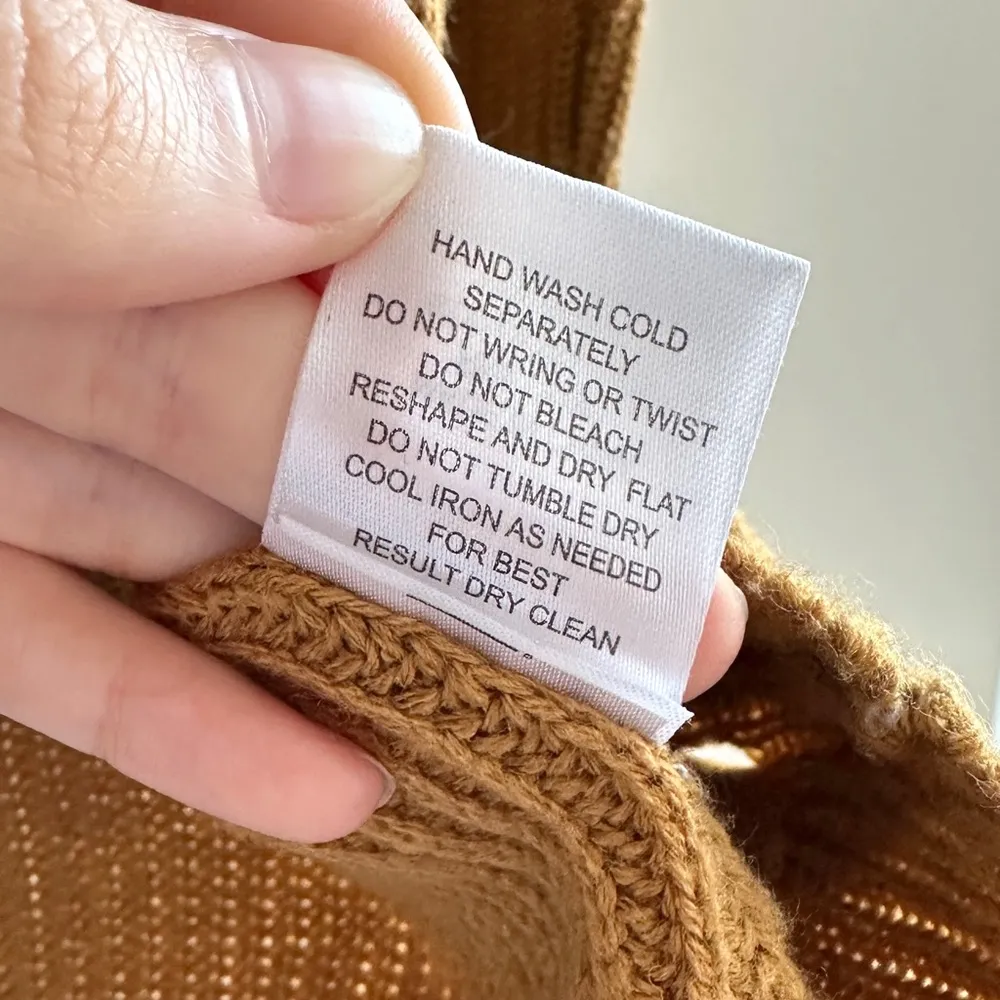 HAND WASH COLD
SEPARATELY
DO NOT WRING OR TWIST
DO NOT BLEACH
RESHAPE AND DRY FLAT
DO NOT TUMBLE DRY
COOL IRON AS NEEDED
FOR BEST
RESULT DRY CLEAN